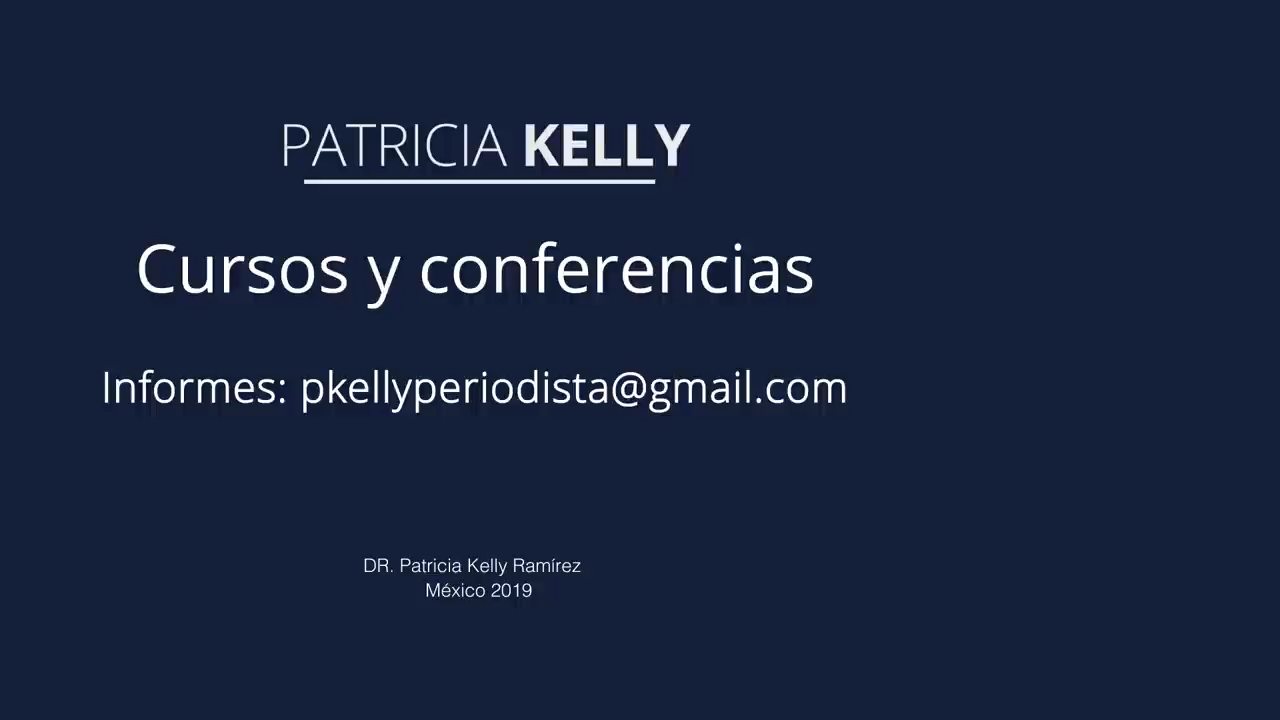 PATRICIA KELLY
Cursos y conferencias
Informes: pkellyperiodista@gmail.com
DR. Patricia Kelly Ramírez
México 2019